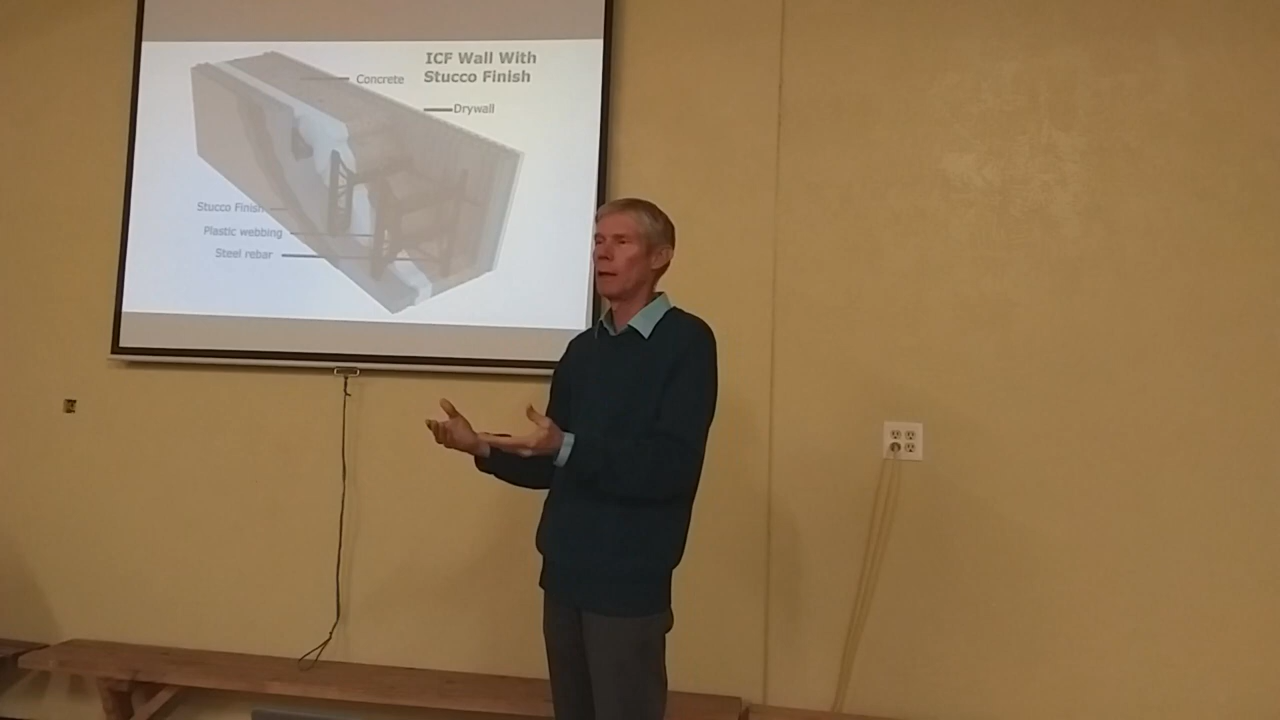 ICF Wall With
Stucco Finish
Concrete
Drywall
Stucco Finish
Plastic webbing
Steel rebar